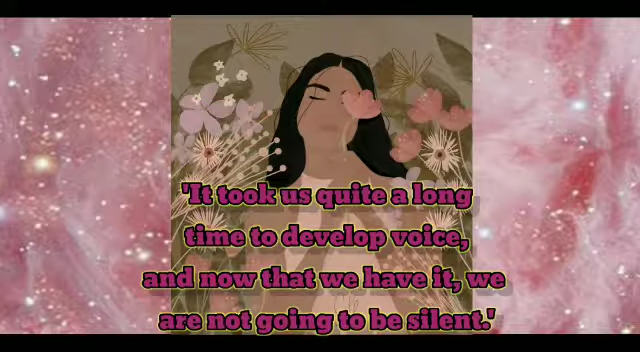 'It took us quite a long
time to develop voice,
and now that we have it, we
are not going to be silent.'